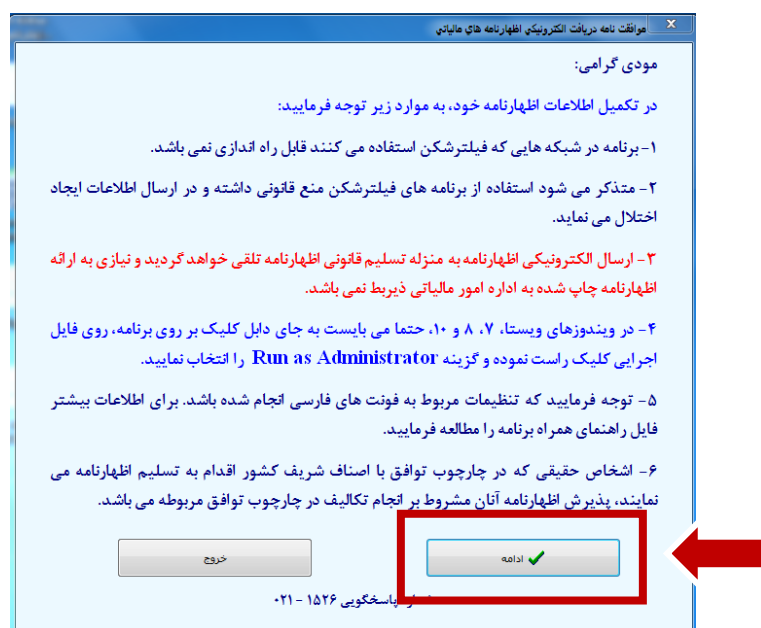 موافقت نامه دريافت الكترونيكي اظهارنامه هاي مالياتي
مودی گرامی:
در تکمیل اطلاعات اظهارنامه خود، به موارد زیر توجه فرمایید:
۱- برنامه در شبکه هایی که فیلترشکن استفاده می کنند قابل راه اندازی نمی باشد.
۲- متذکر می شود استفاده از برنامه های فیلترشکن منع قانونی داشته و در ارسال اطلاعات ایجاد
اختلال می نماید.
۳- ارسال الکترونیکی اظهارنامه به منزله تسلیم قانونی اظهارنامه تلقی خواهد گردید و نیازی به ارائه
اظهارنامه چاپ شده به اداره امور مالیاتی ذیربط نمی باشد.
۴- در ویندوزهای ویستا، ۷، ۸ و ۱۰، حتما می بایست به جای دابل کلیک بر روی برنامه، روی فایل
اجرایی کلیک راست نموده و گزینه Run as Administrator را انتخاب نمایید.
۵- توجه فرمایید که تنظیمات مربوط به فونت های فارسی انجام شده باشد. برای اطلاعات بیشتر
فایل راهنمای همراه برنامه را مطالعه فرمایید.
۶- اشخاص حقیقی که در چارچوب توافق با اصناف شریف کشور اقدام به تسلیم اظهارنامه می
نمایند، پذیرش اظهارنامه آنان مشروط بر انجام تکالیف در چارچوب توافق مربوطه می باشد.
ادامه
خروج
پاسخگویی ۱۵۲۶ - ۰۲۱